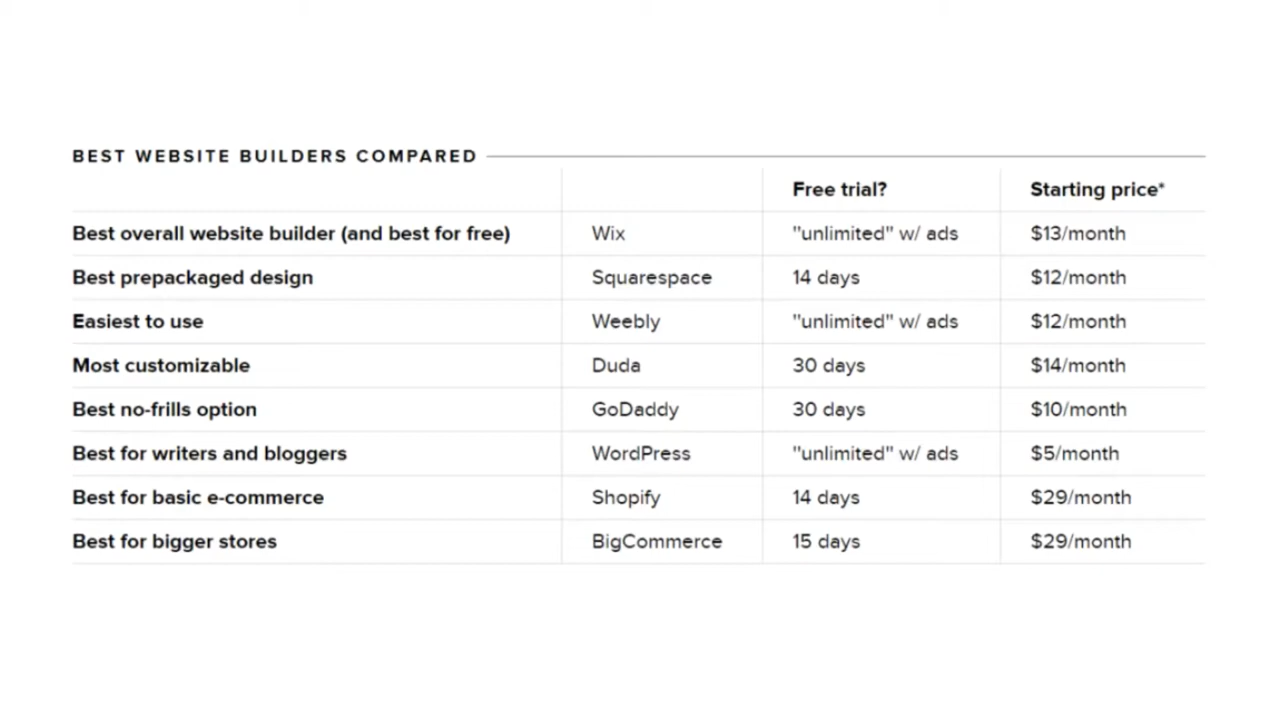 BEST WEBSITE BUILDERS COMPARED
Free trial? Starting price*
Best overall website builder (and best for free) Wix "unlimited" w/ ads $13/month
Best prepackaged design Squarespace 14 days $12/month
Easiest to use Weebly "unlimited" w/ ads $12/month
Most customizable Duda 30 days $14/month
Best no-frills option GoDaddy 30 days $10/month
Best for writers and bloggers WordPress "unlimited" w/ ads $5/month
Best for basic e-commerce Shopify 14 days $29/month
Best for bigger stores BigCommerce 15 days $29/month